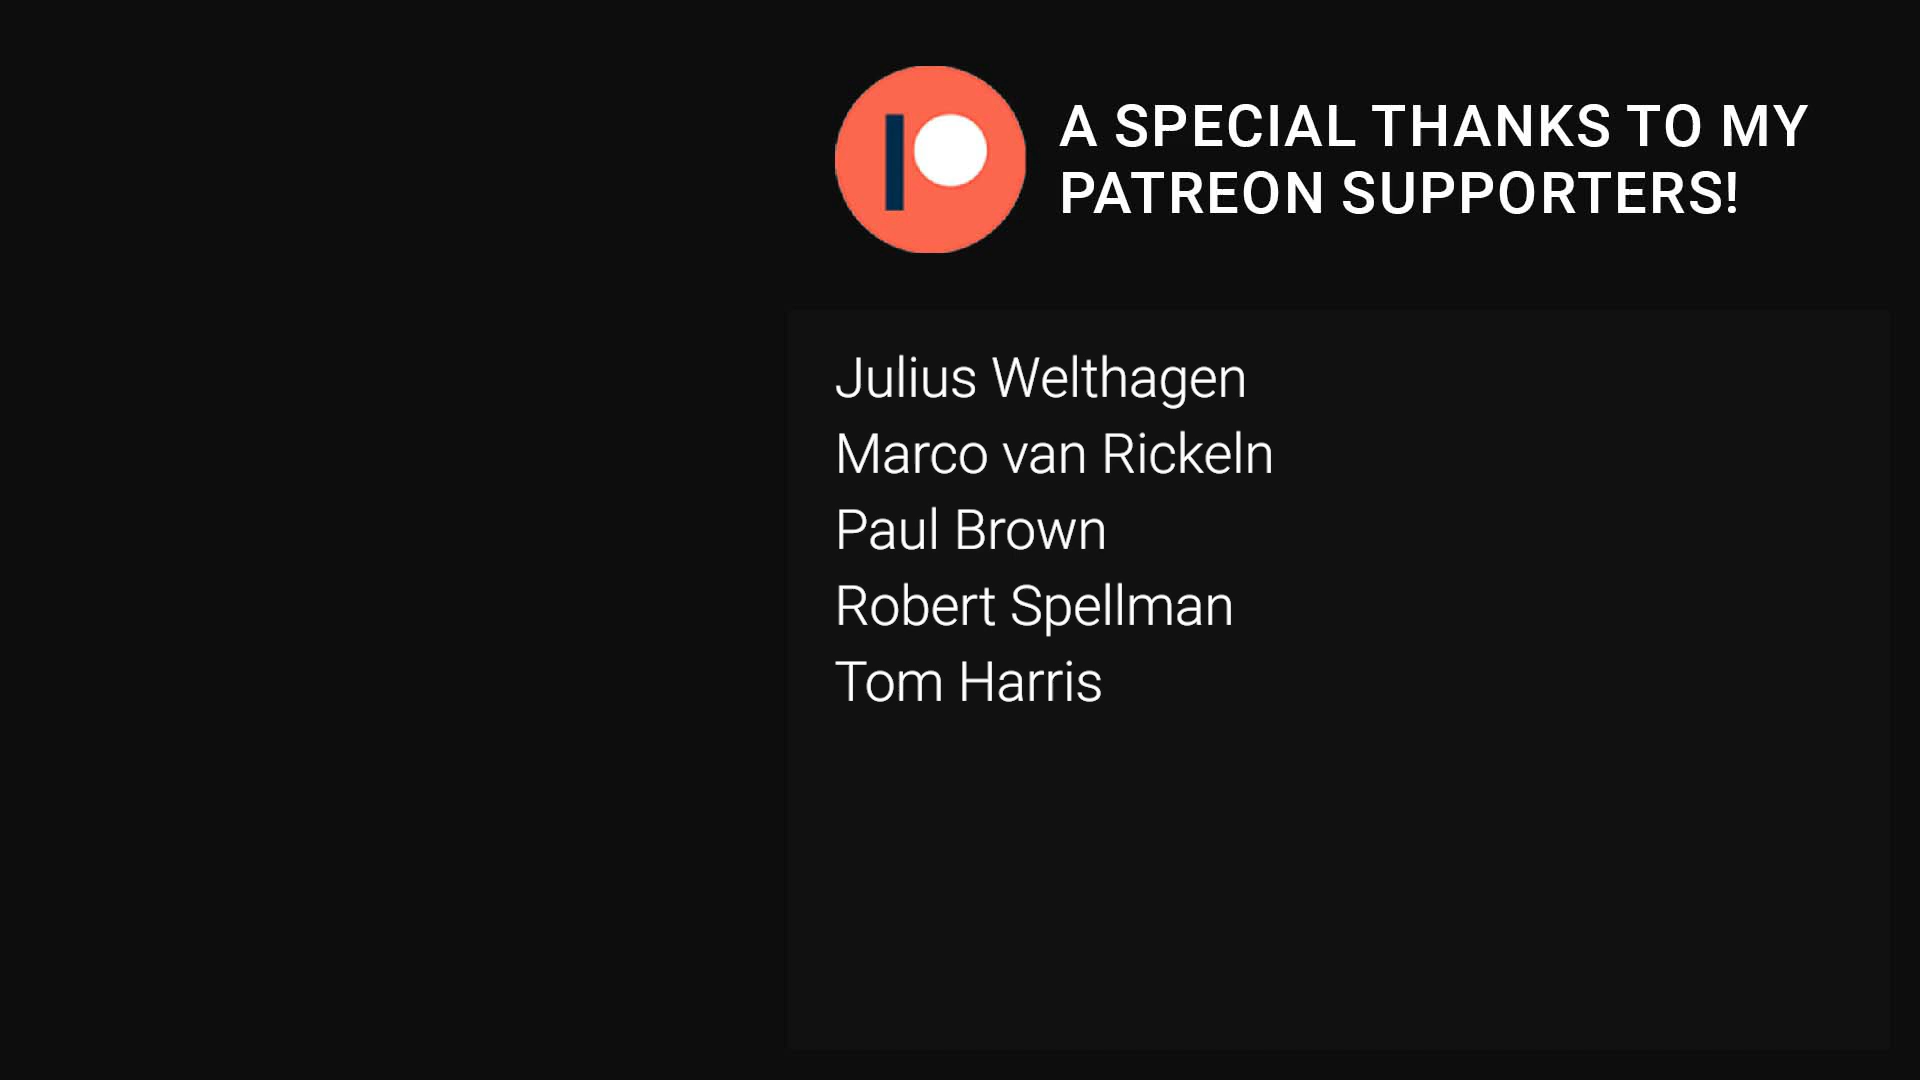 A SPECIAL THANKS TO MY
PATREON SUPPORTERS!
Julius Welthagen
Marco van Rickeln
Paul Brown
Robert Spellman
Tom Harris